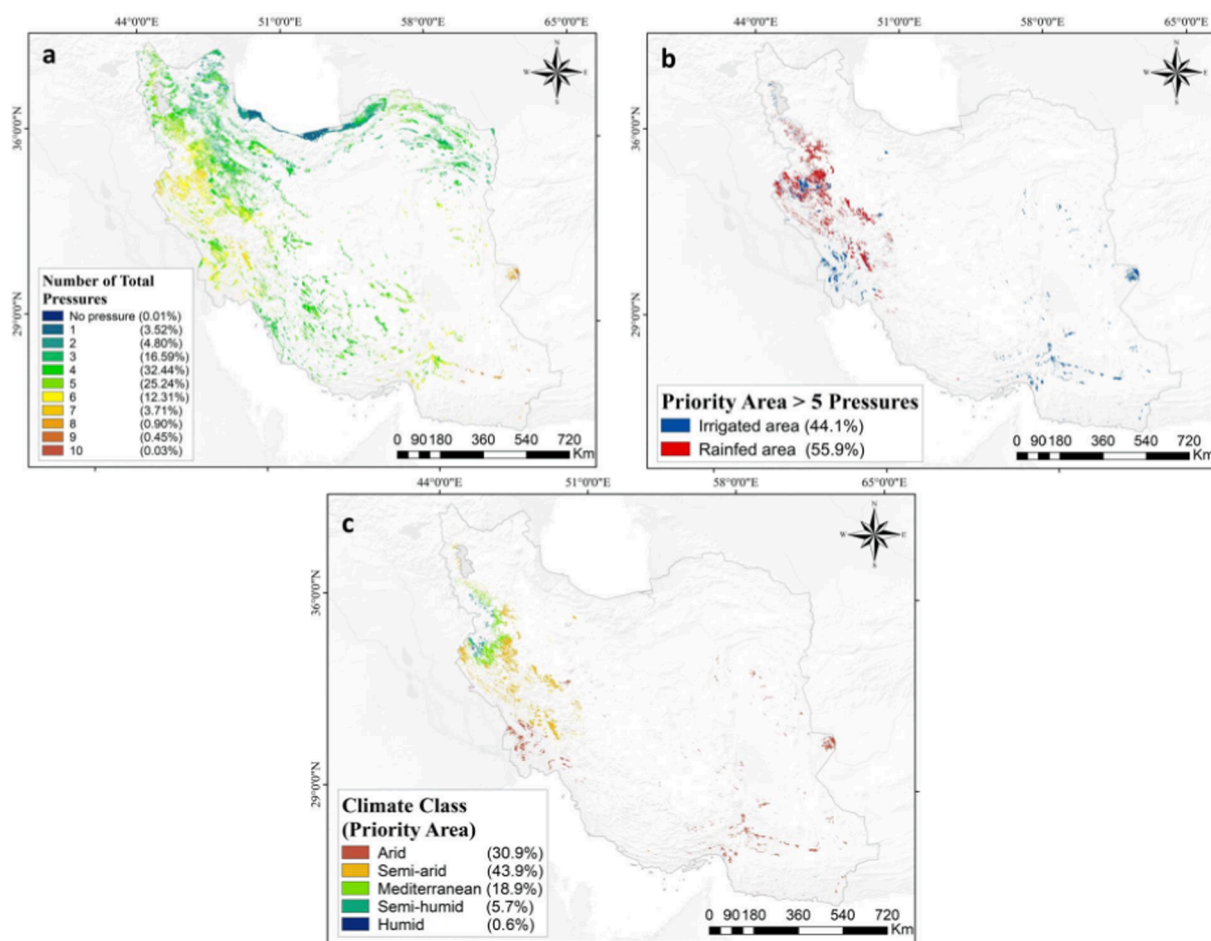 44°0'0"E 51°0'0"E 58°0'0"E 65°0'0"E
a
N
W E
S
36°0'0"N
29°0'0"N
Number of Total
Pressures
No pressure (0.01%)
1 (3.52%)
2 (4.80%)
3 (16.59%)
4 (32.44%)
5 (25.24%)
6 (12.31%)
7 (3.71%)
8 (0.90%)
9 (0.45%)
10 (0.03%)
0 90 180 360 540 720
Km
44°0'0"E 51°0'0"E 58°0'0"E 65°0'0"E
b
N
W E
S
36°0'0"N
29°0'0"N
Priority Area > 5 Pressures
Irrigated area (44.1%)
Rainfed area (55.9%)
0 90 180 360 540 720
Km
44°0'0"E 51°0'0"E 58°0'0"E 65°0'0"E
c
N
W E
S
36°0'0"N
29°0'0"N
Climate Class
(Priority Area)
Arid (30.9%)
Semi-arid (43.9%)
Mediterranean (18.9%)
Semi-humid (5.7%)
Humid (0.6%)
0 90 180 360 540 720
Km